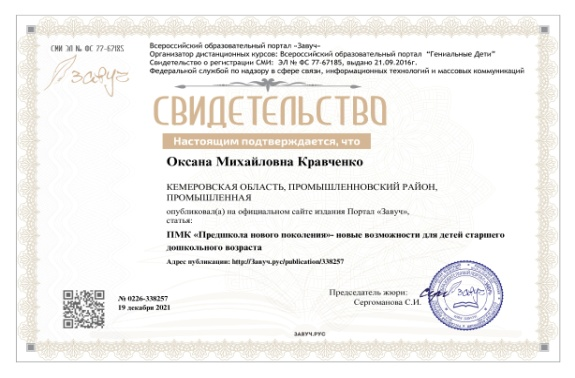 СМИ ЭЛ № ФС 77-67185
Завуч
Всероссийский образовательный портал «Завуч»
Организатор дистанционных курсов: Всероссийский образовательный портал "Гениальные Дети"
Свидетельство о регистрации СМИ: ЭЛ № ФС 77-67185, выдано 21.09.2016г.
Федеральной службой по надзору в сфере связи, информационных технологий и массовых коммуникаций
СВИДЕТЕЛЬСТВО
Настоящим подтверждается, что
Оксана Михайловна Кравченко
КЕМЕРОВСКАЯ ОБЛАСТЬ, ПРОМЫШЛЕННОВСКИЙ РАЙОН,
ПРОМЫШЛЕННАЯ
опубликовал(а) на официальном сайте издания Портал «Завуч»,
статья:
ПМК «Предшкола нового поколения»- новые возможности для детей старшего
дошкольного возраста
Адрес публикации: http://Завуч.рус/publication/338257
№ 0226-338257
19 декабря 2021
Председатель жюри:
Сергоманова С.И.
Завуч
ЗАВУЧ.РУС